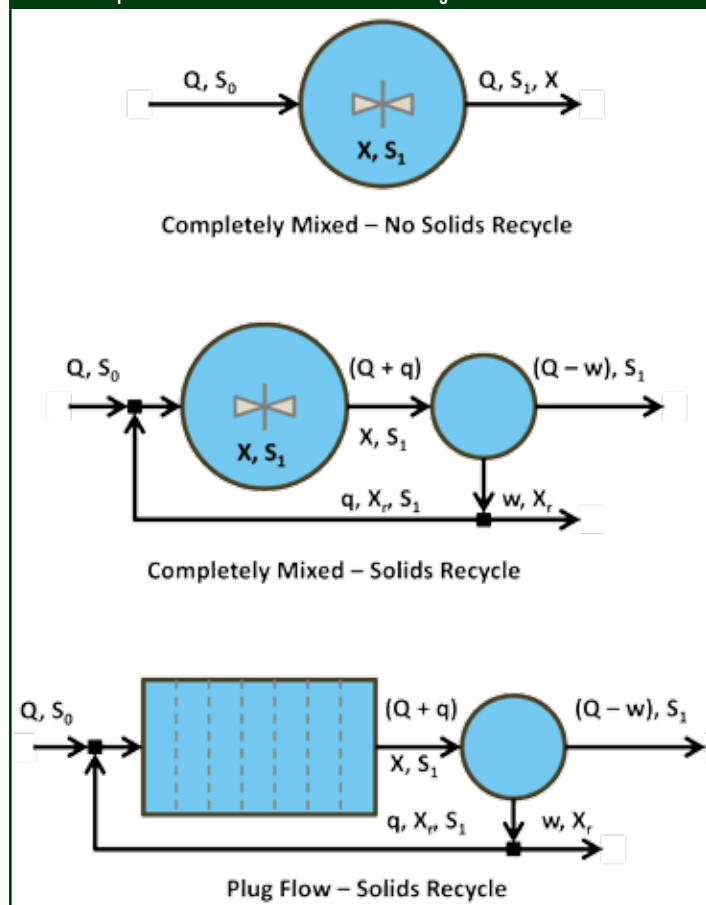 Q, S₀
Q, S₁, X
X, S₁
Completely Mixed – No Solids Recycle
Q, S₀
(Q + q)
(Q – w), S₁
X, S₁
X, S₁
q, Xᵣ, S₁
w, Xᵣ
Completely Mixed – Solids Recycle
Q, S₀
(Q + q)
(Q – w), S₁
X, S₁
q, Xᵣ, S₁
w, Xᵣ
Plug Flow – Solids Recycle